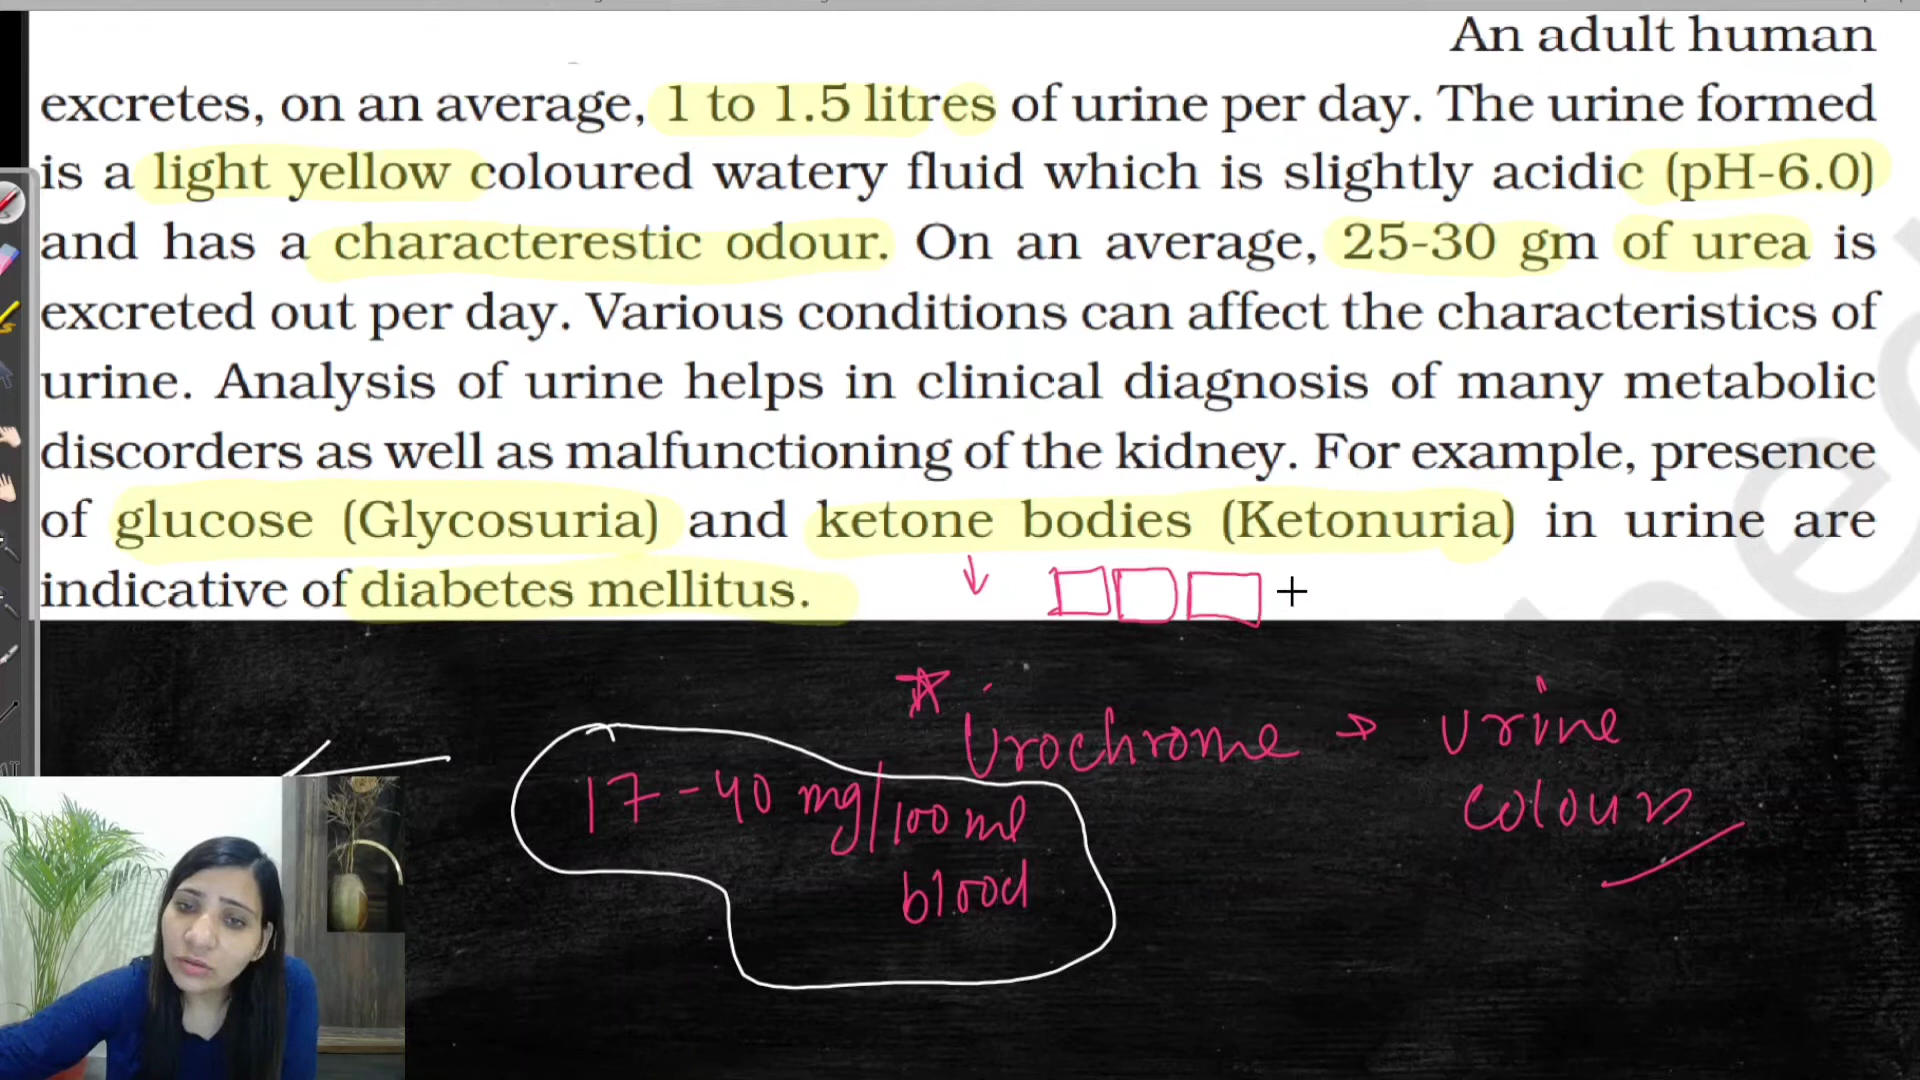 An adult human
excretes, on an average, 1 to 1.5 litres of urine per day. The urine formed
is a light yellow coloured watery fluid which is slightly acidic (pH-6.0)
and has a characterestic odour. On an average, 25-30 gm of urea is
excreted out per day. Various conditions can affect the characteristics of
urine. Analysis of urine helps in clinical diagnosis of many metabolic
discorders as well as malfunctioning of the kidney. For example, presence
of glucose (Glycosuria) and ketone bodies (Ketonuria) in urine are
indicative of diabetes mellitus.
Urochrome → urine
colour
17-40 mg/100 ml
blood